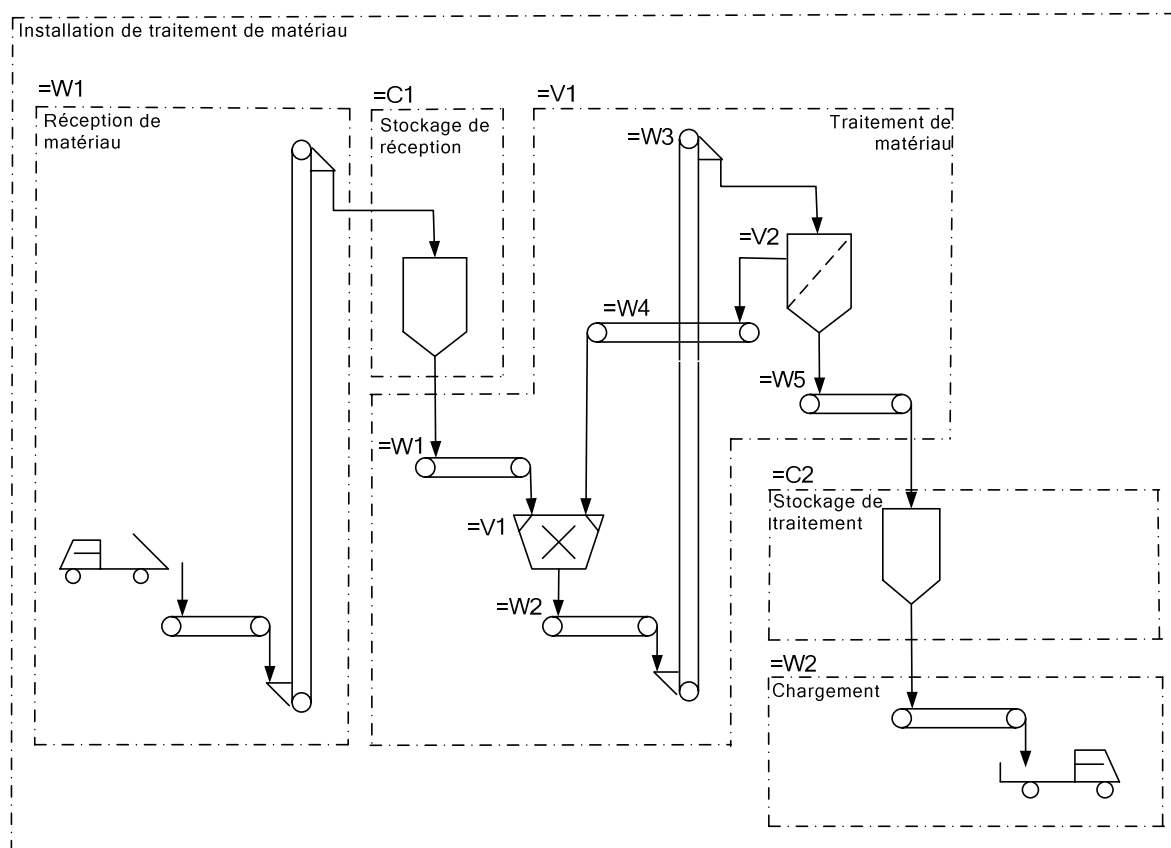 Installation de traitement de matériau
=W1
Réception de
matériau
=C1
Stockage de
réception
=V1
Traitement de
matériau
=W3
=V2
=W4
=W5
=W1
=V1
=W2
=C2
Stockage de
traitement
=W2
Chargement